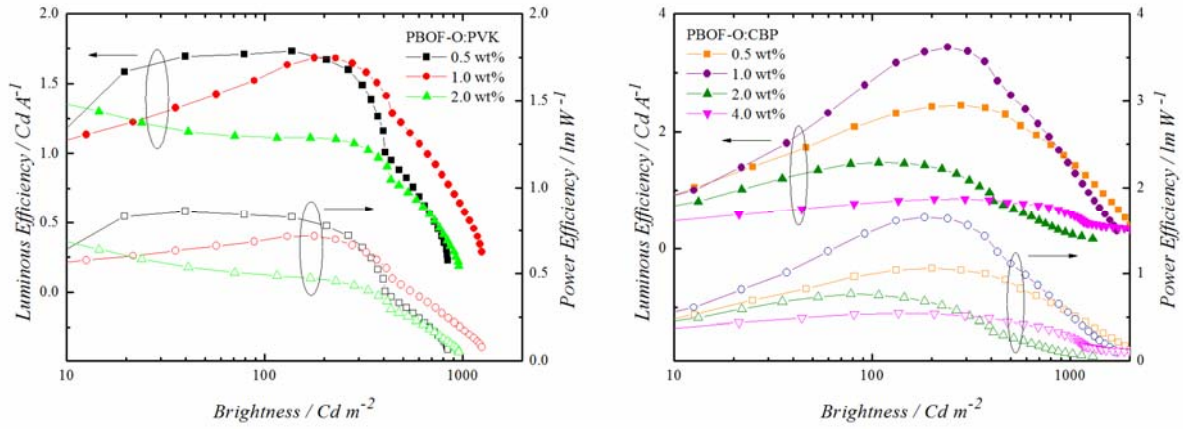 PBOF-O:PVK
0.5 wt%
1.0 wt%
2.0 wt%
Luminous Efficiency / Cd A⁻¹
2.0
1.5
1.0
0.5
0.0
Power Efficiency / lm W⁻¹
2.0
1.5
1.0
0.5
0.0
10
100
1000
Brightness / Cd m⁻²
PBOF-O:CBP
0.5 wt%
1.0 wt%
2.0 wt%
4.0 wt%
Luminous Efficiency / Cd A⁻¹
4
2
0
Power Efficiency / lm W⁻¹
4
3
2
1
0
10
100
1000
Brightness / Cd m⁻²